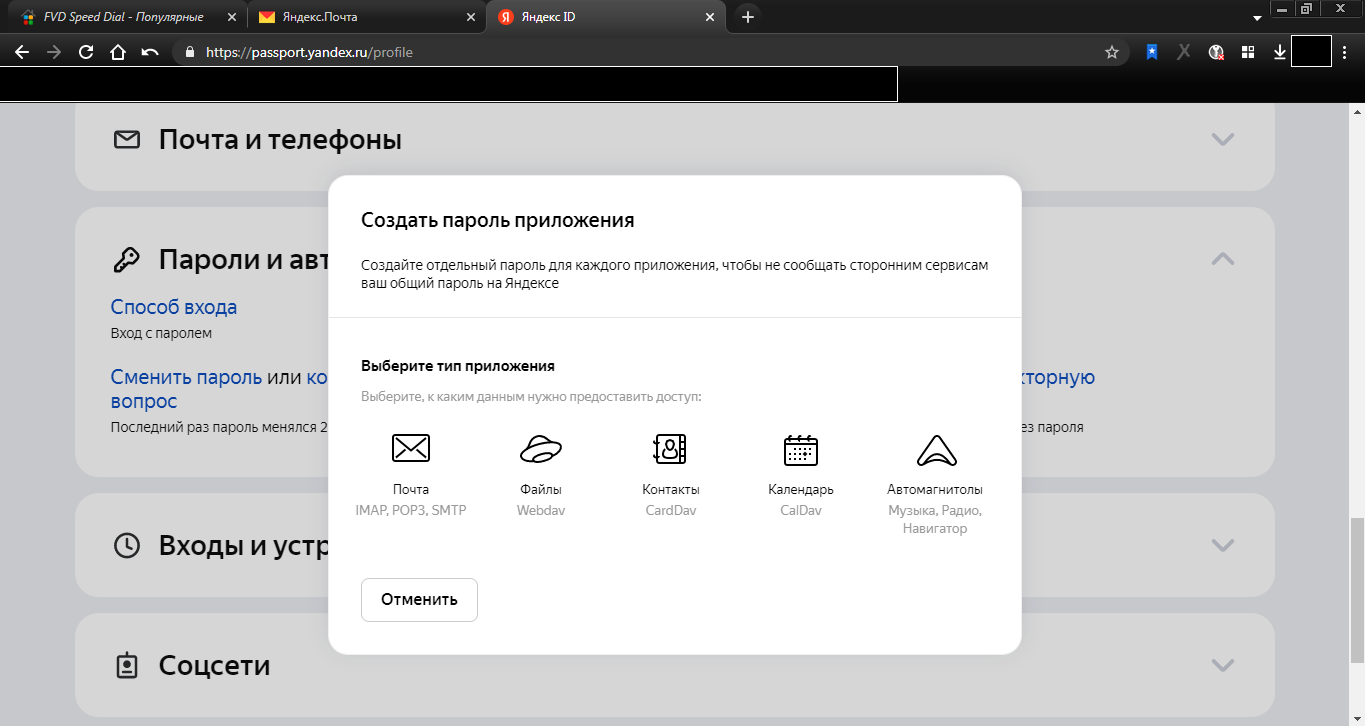 FVD Speed Dial - Популярные
Яндекс.Почта
Яндекс ID
https://passport.yandex.ru/profile
Почта и телефоны
Создать пароль приложения
Создайте отдельный пароль для каждого приложения, чтобы не сообщать сторонним сервисам
ваш общий пароль на Яндексе
Пароли и авт
Способ входа
Вход с паролем
Сменить пароль или ко
вопрос
Последний раз пароль менялся 2
кторную
ез пароля
Выберите тип приложения
Выберите, к каким данным нужно предоставить доступ:
Почта Файлы Контакты Календарь Автомагнитолы
IMAP, POP3, SMTP Webdav CardDav CalDav Музыка, Радио,
Навигатор
Входы и устр
Отменить
Соцсети